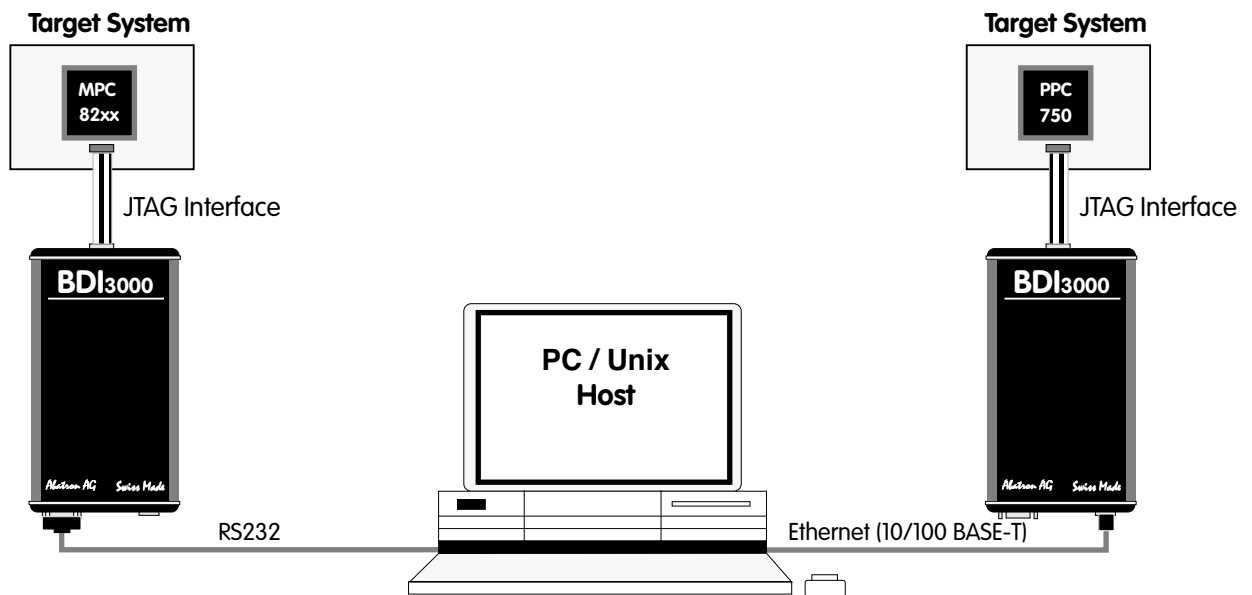 Target System
Target System
MPC
82xx
PPC
750
JTAG Interface
JTAG Interface
BDI3000
BDI3000
PC / Unix
Host
Abatron AG Swiss Made
Abatron AG Swiss Made
RS232
Ethernet (10/100 BASE-T)